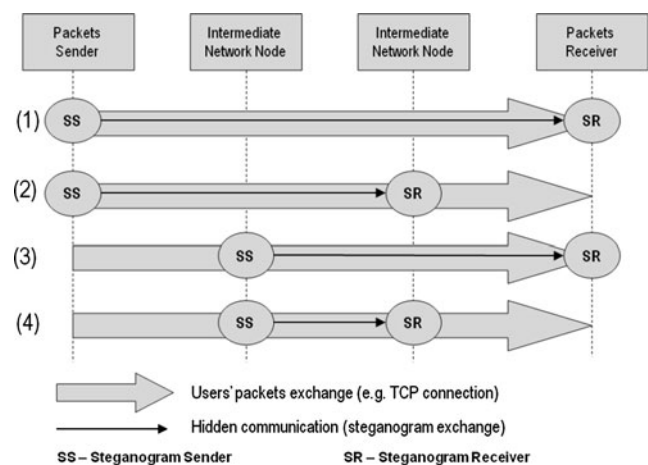 Packets Sender
Intermediate Network Node
Intermediate Network Node
Packets Receiver
(1) SS SR
(2) SS SR
(3) SS SR
(4) SS SR
Users' packets exchange (e.g. TCP connection)
Hidden communication (steganogram exchange)
SS – Steganogram Sender SR – Steganogram Receiver